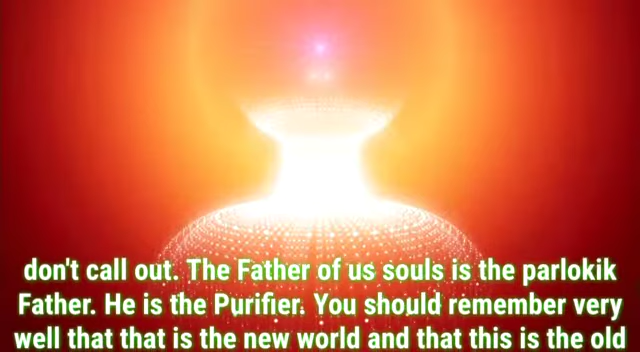 don't call out. The Father of us souls is the parlokik
Father. He is the Purifier. You should remember very
well that that is the new world and that this is the old